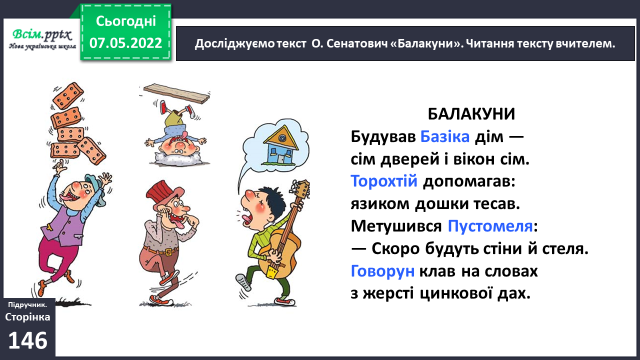 Всім.pptx
Нова українська школа
Сьогодні
07.05.2022
Досліджуємо текст О. Сенатович «Балакуни». Читання тексту вчителем.
БАЛАКУНИ
Будував Базіка дім —
сім дверей і вікон сім.
Торохтій допомагав:
язиком дошки тесав.
Метушився Пустомеля:
— Скоро будуть стіни й стеля.
Говорун клав на словах
з жерсті цинкової дах.
Підручник.
Сторінка
146